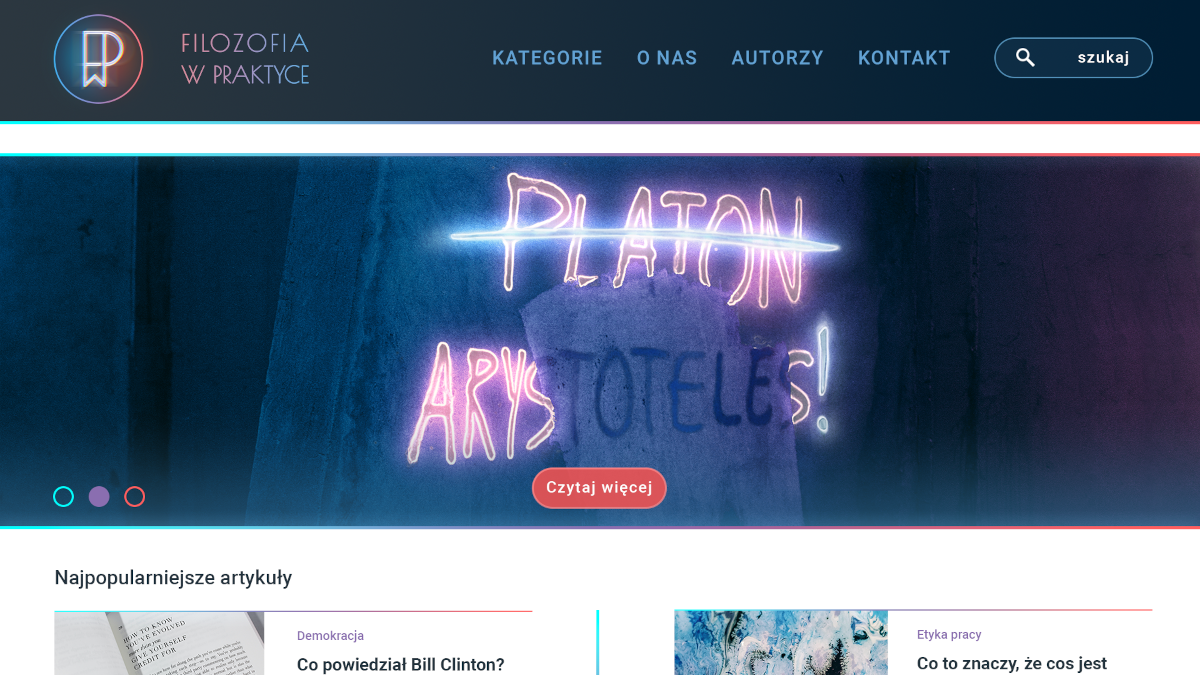 FILOZOFIA
W PRAKTYCE
KATEGORIE O NAS AUTORZY KONTAKT szukaj
PLATON
ARYSTOTELES!
Czytaj więcej
Najpopularniejsze artykuły
HOW TO KNOW
YOU'VE EVOLVED
GIVE YOURSELF
CREDIT FOR
Demokracja
Co powiedział Bill Clinton?
Etyka pracy
Co to znaczy, że cos jest